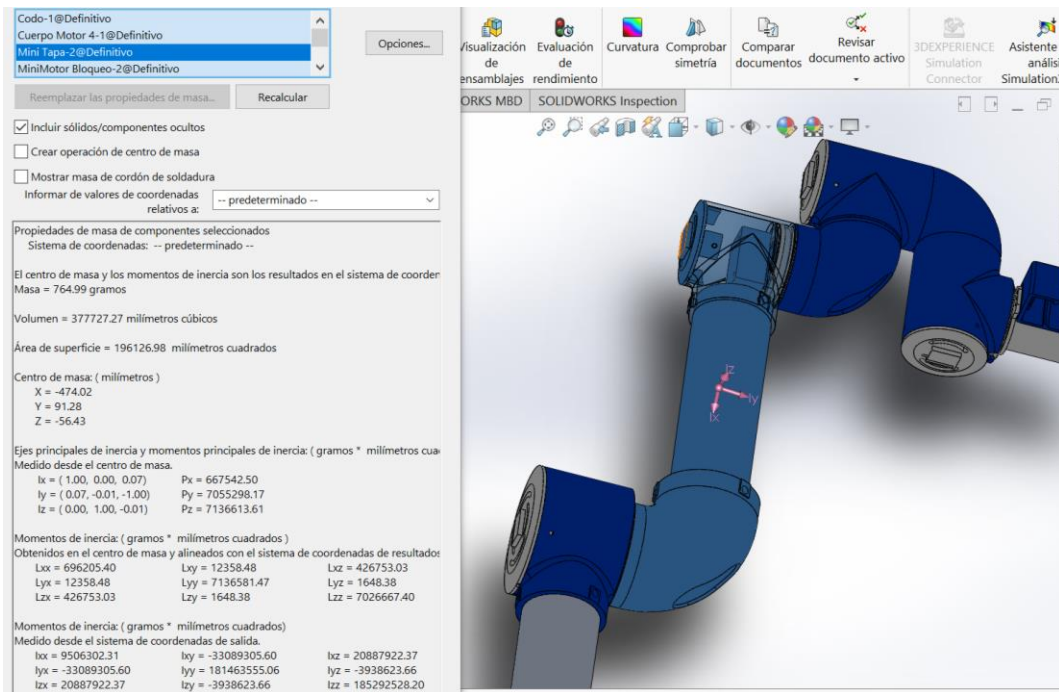 Codo-1@Definitivo
Cuerpo Motor 4-1@Definitivo
Mini Tapa-2@Definitivo
MiniMotor Bloqueo-2@Definitivo
Opciones...
Reemplazar las propiedades de masa...
Recalcular
Incluir sólidos/componentes ocultos
Crear operación de centro de masa
Mostrar masa de cordón de soldadura
Informar de valores de coordenadas
relativos a:
-- predeterminado --
Propiedades de masa de componentes seleccionados
Sistema de coordenadas: -- predeterminado --
El centro de masa y los momentos de inercia son los resultados en el sistema de coorden
Masa = 764.99 gramos
Volumen = 377727.27 milímetros cúbicos
Área de superficie = 196126.98 milímetros cuadrados
Centro de masa: ( milímetros )
X = -474.02
Y = 91.28
Z = -56.43
Ejes principales de inercia y momentos principales de inercia: ( gramos * milímetros cua
Medido desde el centro de masa.
Ix = ( 1.00, 0.00, 0.07) Px = 667542.50
Iy = ( 0.07, -0.01, -1.00) Py = 7055298.17
Iz = ( 0.00, 1.00, -0.01) Pz = 7136613.61
Momentos de inercia: ( gramos * milímetros cuadrados )
Obtenidos en el centro de masa y alineados con el sistema de coordenadas de resultados
Lxx = 696205.40 Lxy = 12358.48 Lxz = 426753.03
Lyx = 12358.48 Lyy = 7136581.47 Lyz = 1648.38
Lzx = 426753.03 Lzy = 1648.38 Lzz = 7026667.40
Momentos de inercia: ( gramos * milímetros cuadrados)
Medido desde el sistema de coordenadas de salida.
Ixx = 9506302.31 Ixy = -33089305.60 Ixz = 20887922.37
Iyx = -33089305.60 Iyy = 181463555.06 Iyz = -3938623.66
Izx = 20887922.37 Izy = -3938623.66 Izz = 185292528.20
Visualización
de
ensamblajes
Evaluación
de
rendimiento
Curvatura
Comprobar
simetría
Comparar
documentos
Revisar
documento activo
3DEXPERIENCE
Simulation
Connector
Asistente
anális
Simulation
ORKS MBD
SOLIDWORKS Inspection
Iz
Iy
Ix